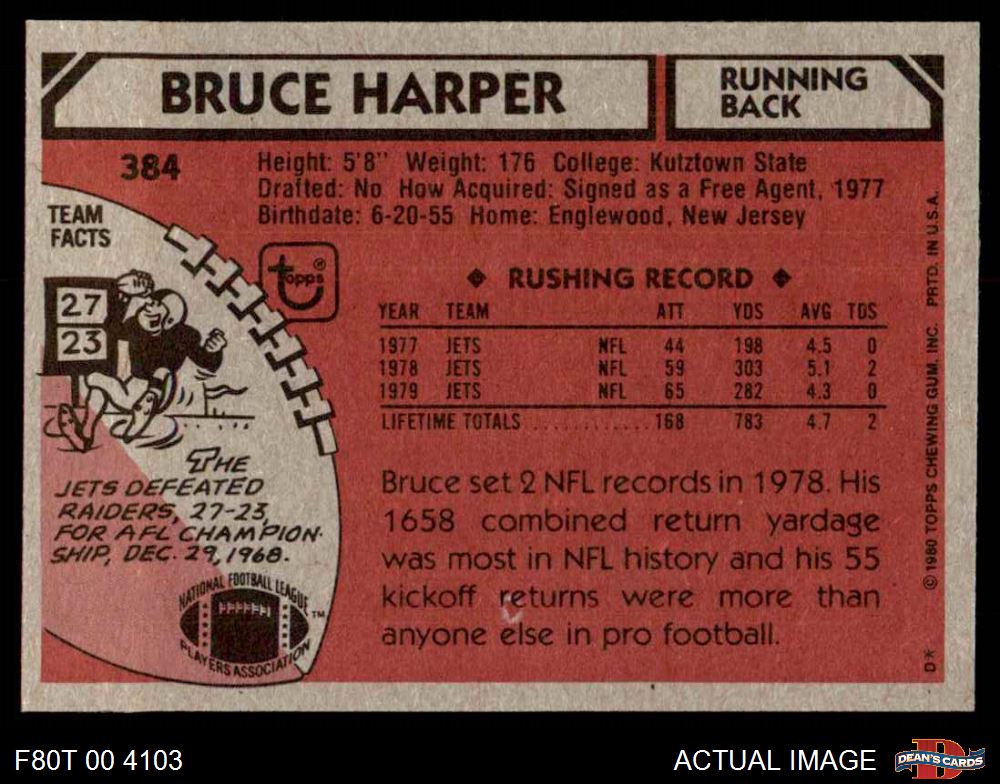 BRUCE HARPER
RUNNING
BACK
384
Height: 5'8" Weight: 176 College: Kutztown State
Drafted: No How Acquired: Signed as a Free Agent, 1977
Birthdate: 6-20-55 Home: Englewood, New Jersey
TEAM
FACTS
27
23
THE
JETS DEFEATED
RAIDERS, 27-23,
FOR AFL CHAMPION-
SHIP, DEC. 29, 1968.
NATIONAL FOOTBALL LEAGUE
PLAYERS ASSOCIATION
TM
topps®
◆ RUSHING RECORD ◆
YEAR TEAM ATT YDS AVG TDS
1977 JETS NFL 44 198 4.5 0
1978 JETS NFL 59 303 5.1 2
1979 JETS NFL 65 282 4.3 0
LIFETIME TOTALS ............ 168 783 4.7 2
Bruce set 2 NFL records in 1978. His
1658 combined return yardage
was most in NFL history and his 55
kickoff returns were more than
anyone else in pro football.
D* ©1980 TOPPS CHEWING GUM, INC. PRTD. IN U.S.A.
F80T 00 4103
ACTUAL IMAGE
DEAN'S CARDS